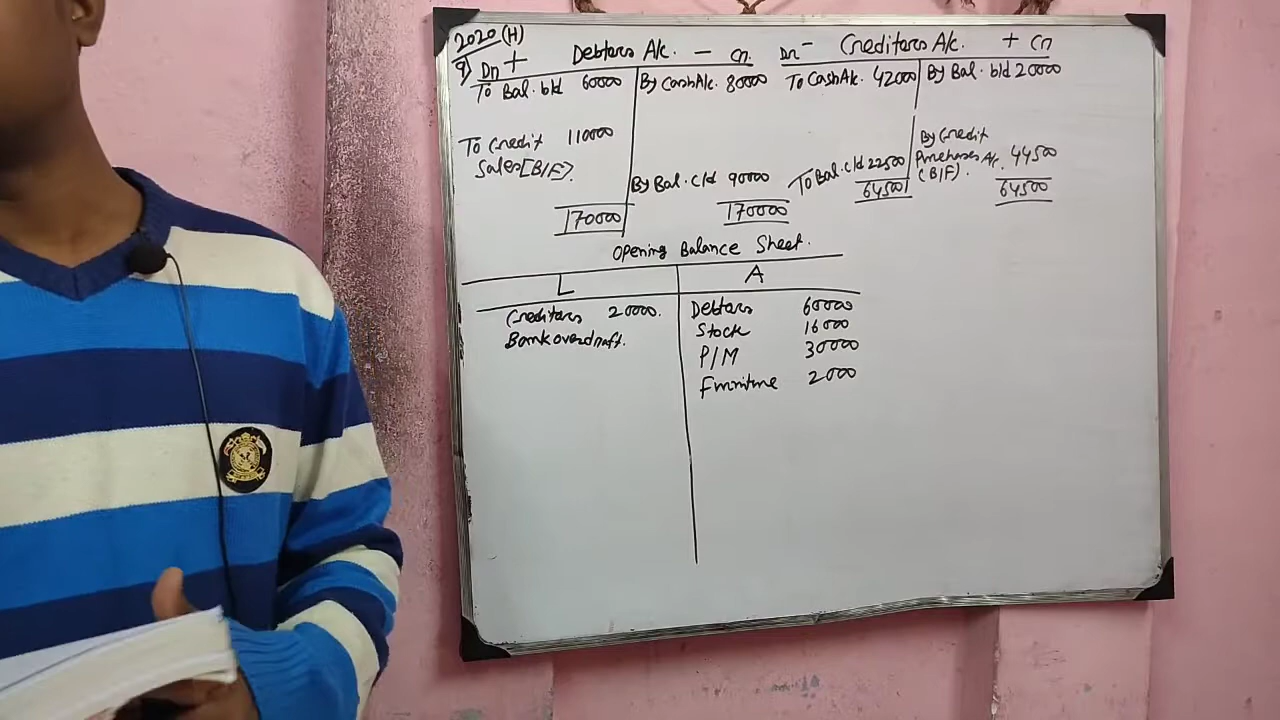 2020 (H)
9) Dr + Debtors A/c. - Cr.
To Bal. b/d 60000 By Cash A/c. 80000
To Credit 110000
Sales [B/F].
By Bal. c/d 90000
170000 170000
Dr - Creditors A/c. + Cr
To Cash A/c. 42000 By Bal. b/d 20000
By Credit
Purchases A/c. 44500
(B/F).
To Bal. c/d 22500
64500 64500
Opening Balance Sheet.
L A
Creditors 20000. Debtors 60000
Bank overdraft. Stock 16000
P/M 30000
Furniture 2000